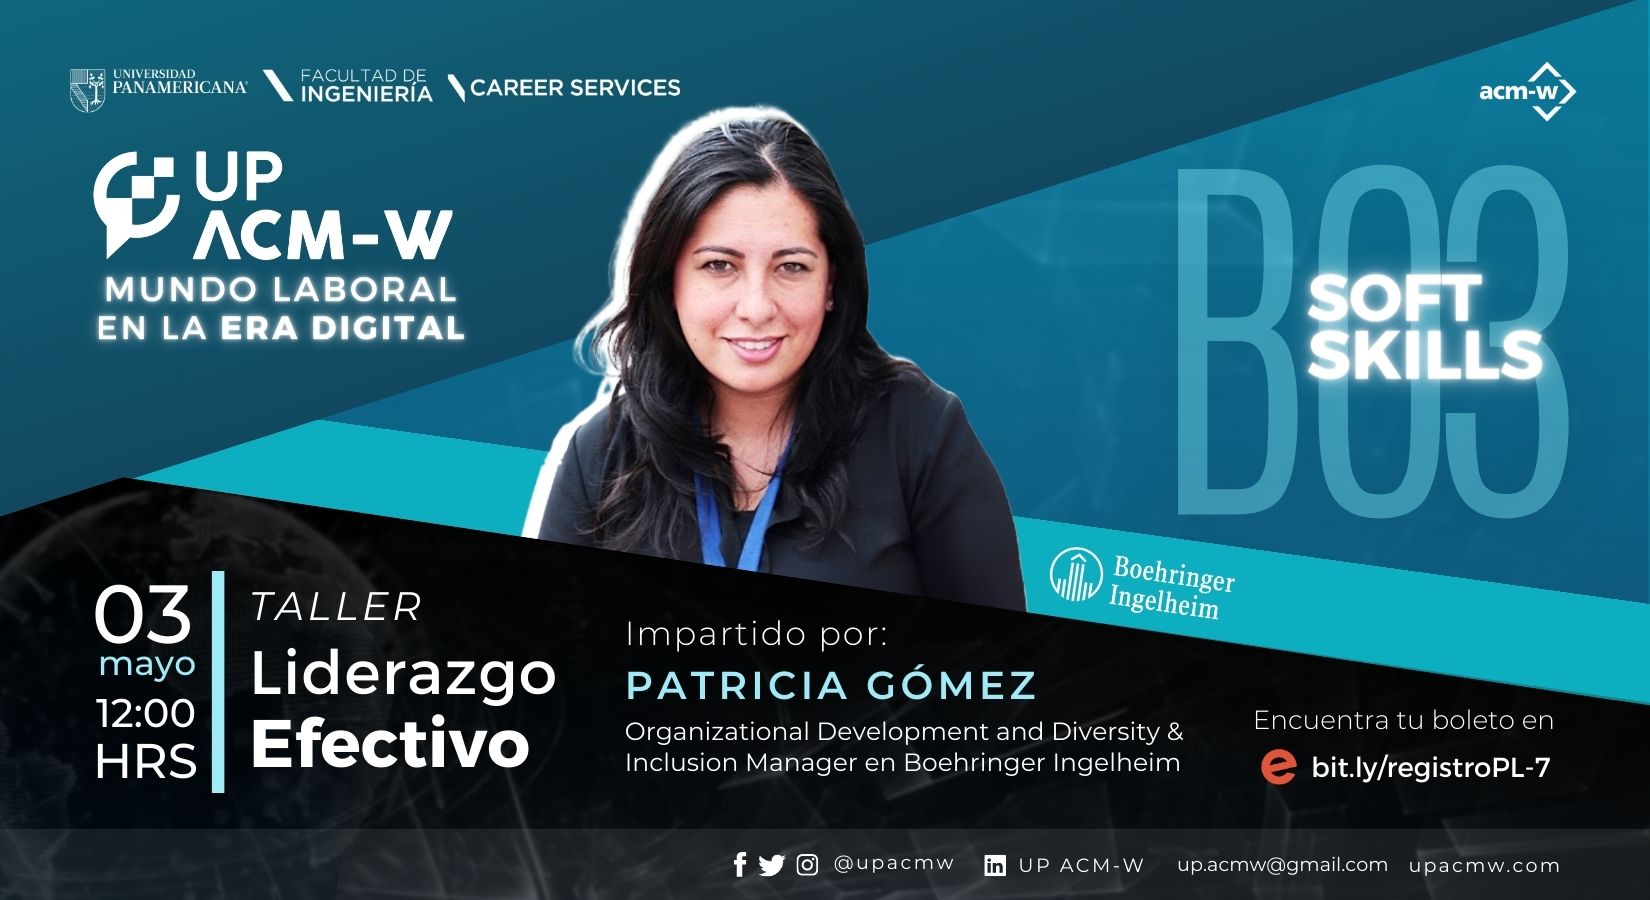 UNIVERSIDAD
PANAMERICANA
FACULTAD DE
INGENIERÍA
CAREER SERVICES
acm-w
UP
ACM-W
MUNDO LABORAL
EN LA ERA DIGITAL
B03
SOFT
SKILLS
Boehringer
Ingelheim
03
mayo
12:00
HRS
TALLER
Liderazgo
Efectivo
Impartido por:
PATRICIA GÓMEZ
Organizational Development and Diversity &
Inclusion Manager en Boehringer Ingelheim
Encuentra tu boleto en
e bit.ly/registroPL-7
@upacmw
in UP ACM-W
up.acmw@gmail.com
upacmw.com